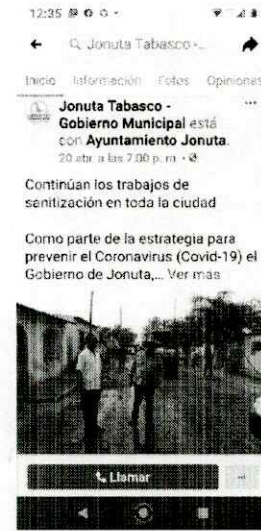 12:35
Jonuta Tabasco -...
Inicio Información Fotos Opiniones
Jonuta Tabasco -
Gobierno Municipal está
con Ayuntamiento Jonuta.
20 abr. a las 7:00 p. m. ·
Continúan los trabajos de
sanitización en toda la ciudad
Como parte de la estrategia para
prevenir el Coronavirus (Covid-19) el
Gobierno de Jonuta,... Ver más
Llamar